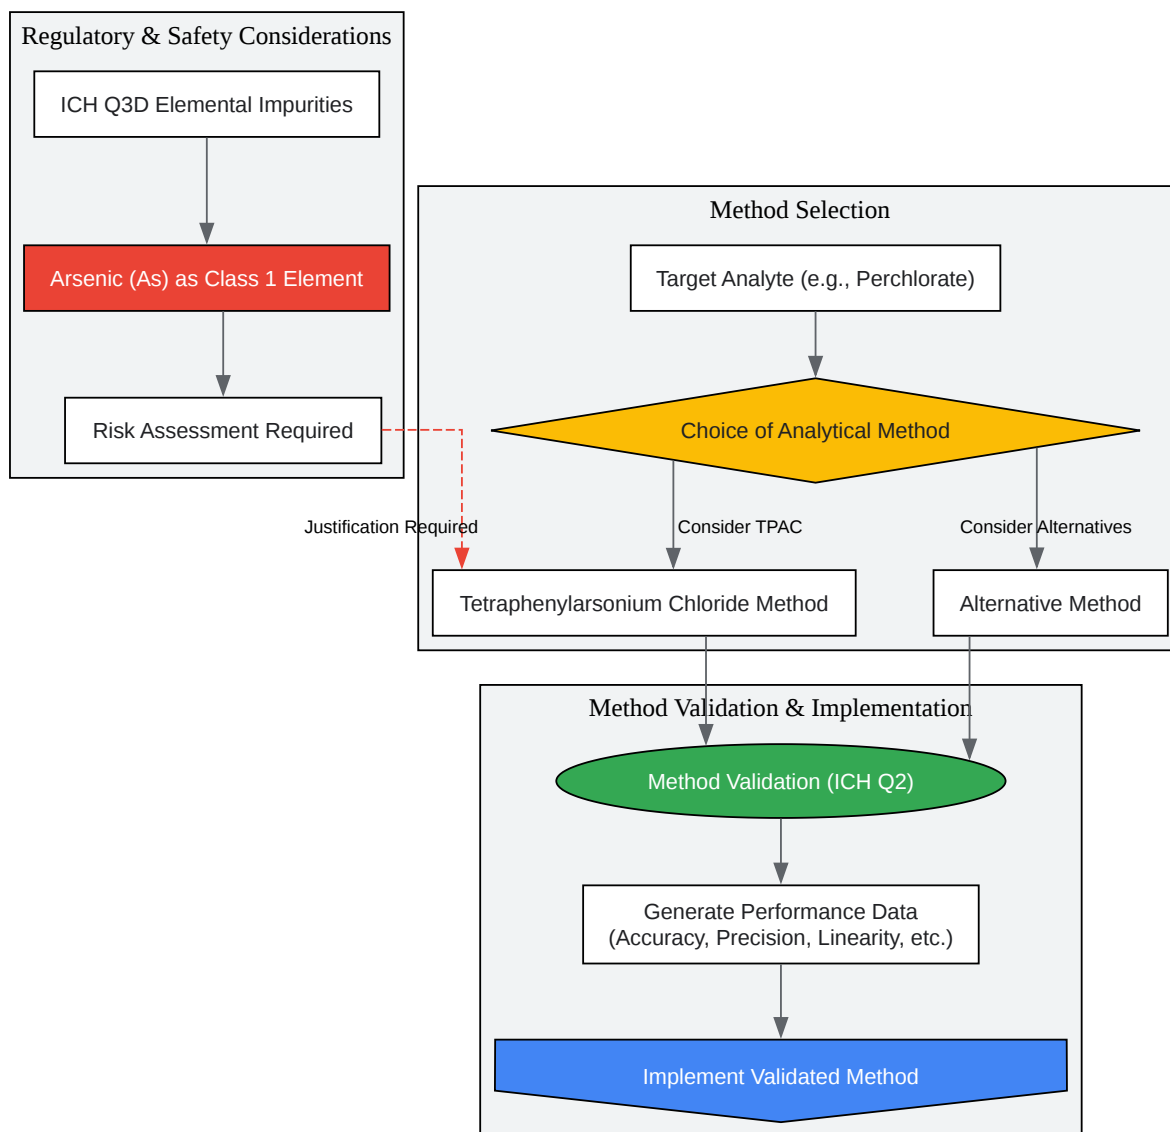 Regulatory & Safety Considerations
ICH Q3D Elemental Impurities
Arsenic (As) as Class 1 Element
Risk Assessment Required
Justification Required
Method Selection
Target Analyte (e.g., Perchlorate)
Choice of Analytical Method
Consider TPAC
Consider Alternatives
Tetraphenylarsonium Chloride Method
Alternative Method
Method Validation & Implementation
Method Validation (ICH Q2)
Generate Performance Data
(Accuracy, Precision, Linearity, etc.)
Implement Validated Method